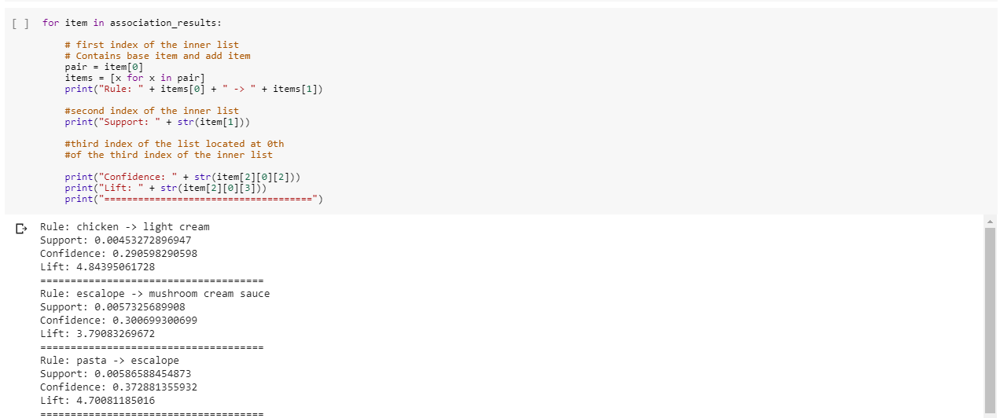 [ ] for item in association_results:
# first index of the inner list
# Contains base item and add item
pair = item[0]
items = [x for x in pair]
print("Rule: " + items[0] + " -> " + items[1])
#second index of the inner list
print("Support: " + str(item[1]))
#third index of the list located at 0th
#of the third index of the inner list
print("Confidence: " + str(item[2][0][2]))
print("Lift: " + str(item[2][0][3]))
print("=====================================")
Rule: chicken -> light cream
Support: 0.00453272896947
Confidence: 0.290598290598
Lift: 4.84395061728
=====================================
Rule: escalope -> mushroom cream sauce
Support: 0.0057325689908
Confidence: 0.300699300699
Lift: 3.79083269672
=====================================
Rule: pasta -> escalope
Support: 0.00586588454873
Confidence: 0.372881355932
Lift: 4.70081185016
=====================================